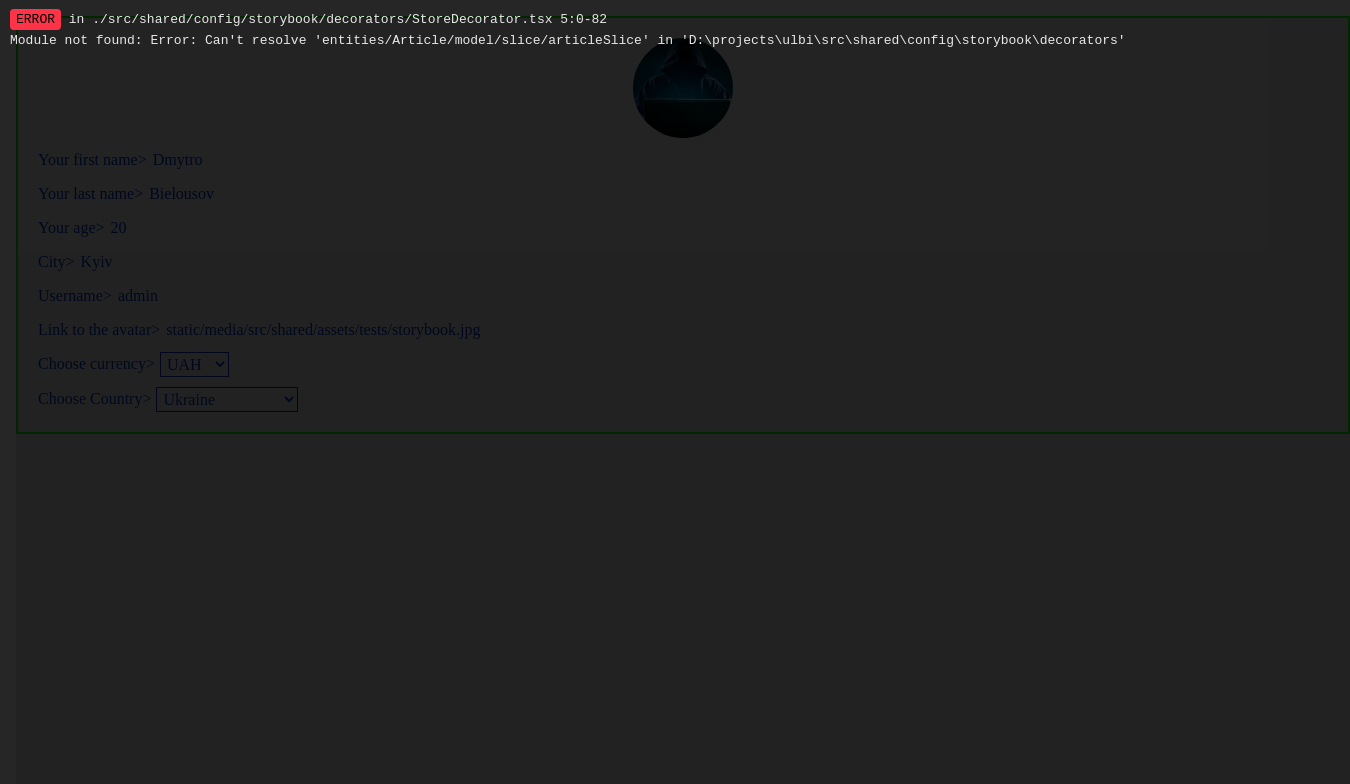 ERROR in ./src/shared/config/storybook/decorators/StoreDecorator.tsx 5:0-82
Module not found: Error: Can't resolve 'entities/Article/model/slice/articleSlice' in 'D:\projects\ulbi\src\shared\config\storybook\decorators'
Your first name> Dmytro
Your last name> Bielousov
Your age> 20
City> Kyiv
Username> admin
Link to the avatar> static/media/src/shared/assets/tests/storybook.jpg
Choose currency> UAH
Choose Country> Ukraine